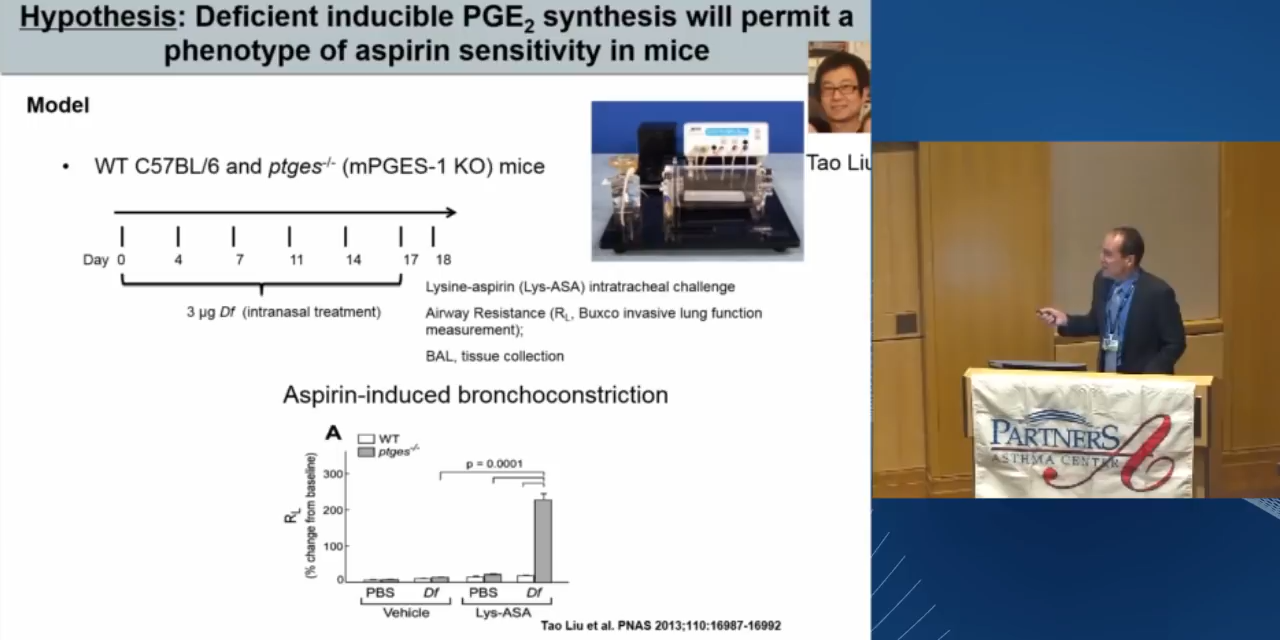 Hypothesis: Deficient inducible PGE2 synthesis will permit a
phenotype of aspirin sensitivity in mice
Model
• WT C57BL/6 and ptges-/- (mPGES-1 KO) mice
Tao Liu
Day 0 4 7 11 14 17 18
3 µg Df (intranasal treatment)
Lysine-aspirin (Lys-ASA) intratracheal challenge
Airway Resistance (RL, Buxco invasive lung function
measurement);
BAL, tissue collection
Aspirin-induced bronchoconstriction
A
WT
ptges-/-
p = 0.0001
RL
(% change from baseline)
300
200
100
0
PBS Df PBS Df
Vehicle Lys-ASA
Tao Liu et al. PNAS 2013;110:16987-16992
PARTNERS
ASTHMA CENTER